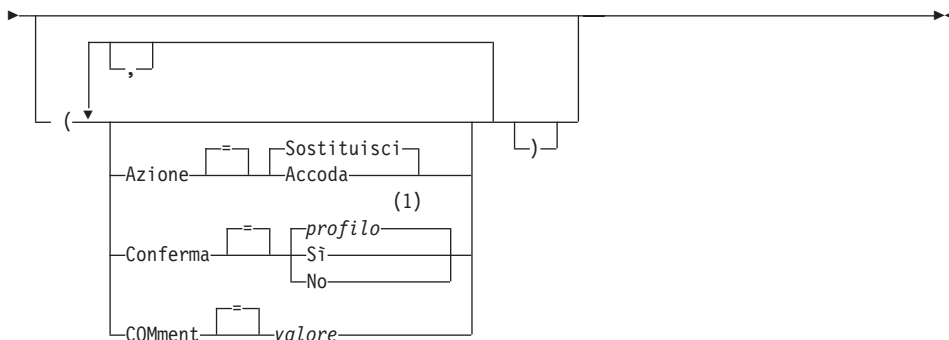 ,
( )
= Sostituisci
Azione Accoda
(1)
= profilo
Conferma Sì
No
=
COMment valore